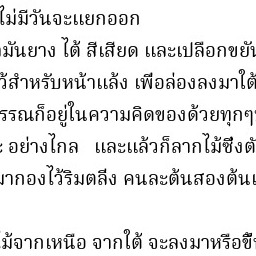 ไม่มีวันจะแยกออก
มันยาง ไต้ สีเสียด และเปลือกขยัน
ว้สำหรับหน้าแล้ง เพื่อล่องลงมาใต้
รรณก็อยู่ในความคิดของด้วยทุกๆ
อย่างไกล และแล้วก็ลากไม้ซึ่งตั
มากองไว้ริมตลิ่ง คนละต้นสองต้น
ม้จากเหนือ จากใต้ จะลงมาหรือขึ้น